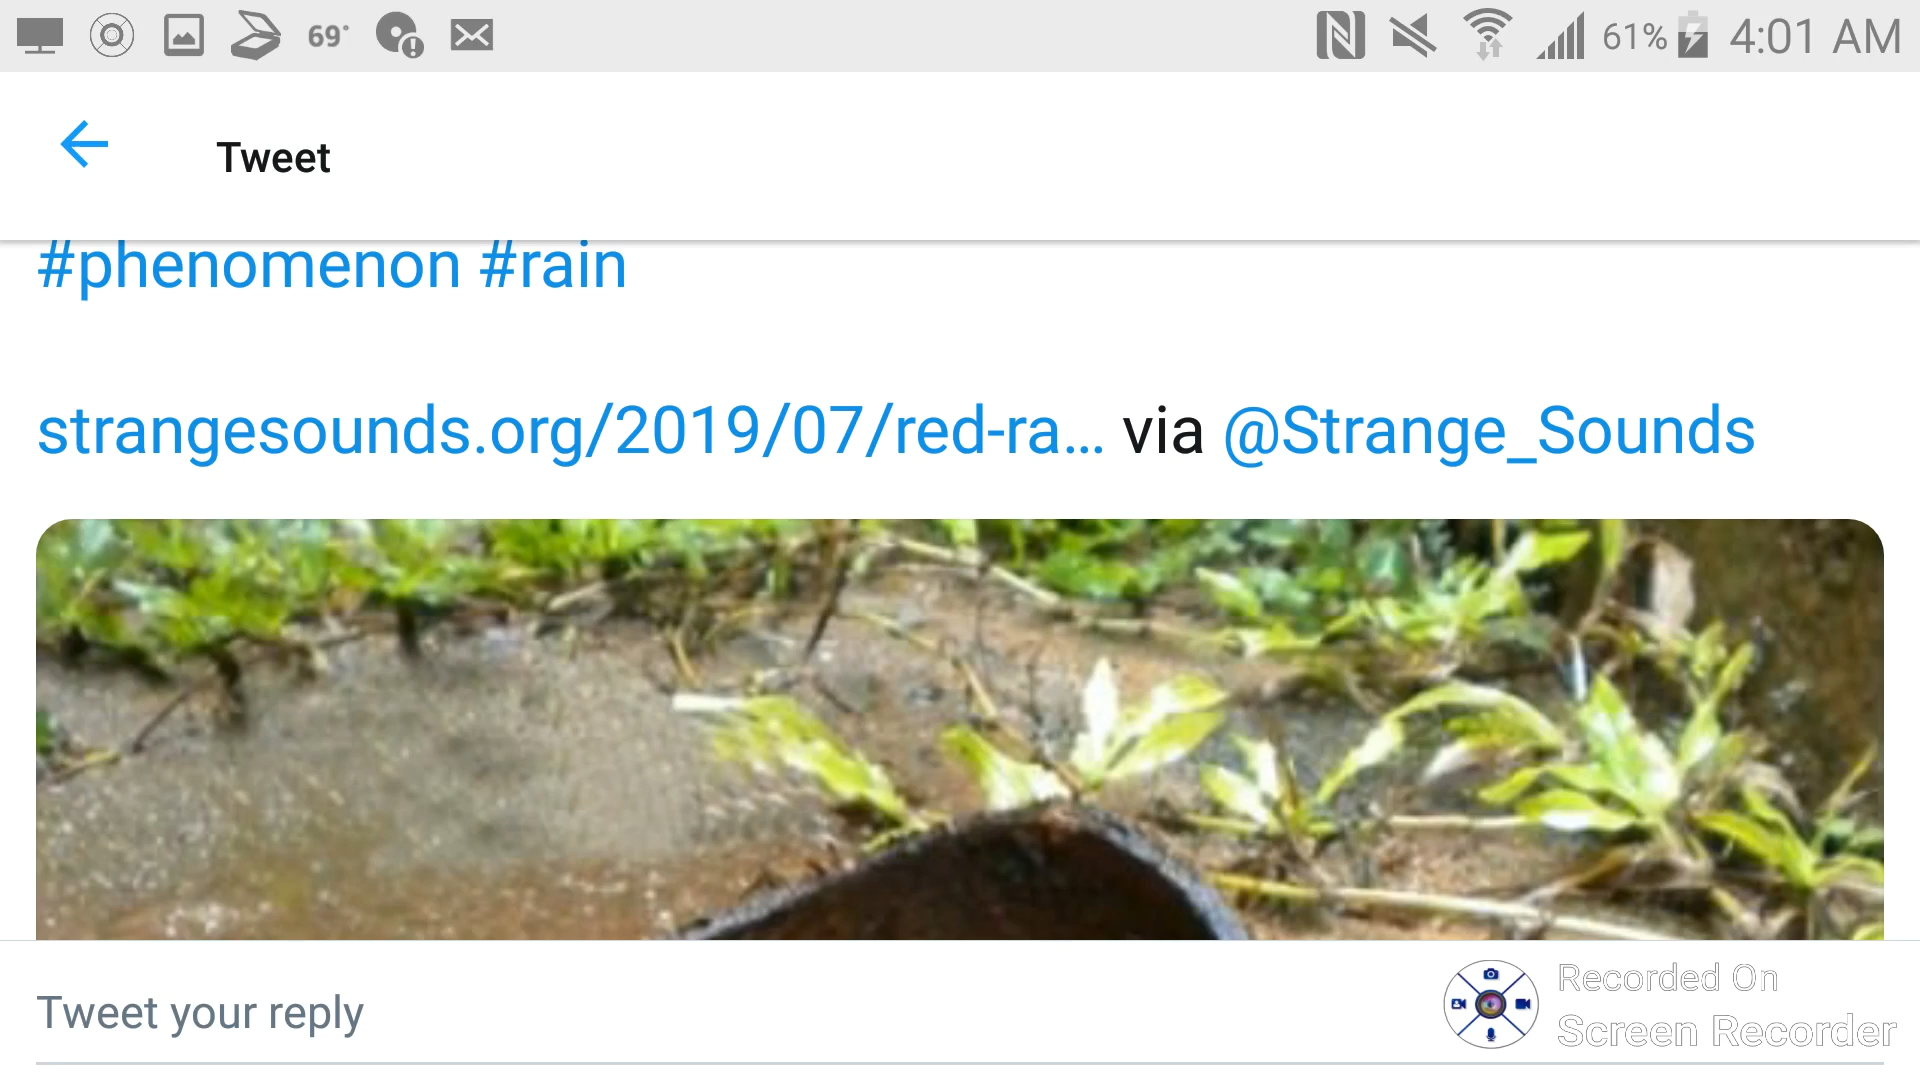 69°
61% 4:01 AM
Tweet
#phenomenon #rain
strangesounds.org/2019/07/red-ra... via @Strange_Sounds
Tweet your reply
Recorded On
Screen Recorder